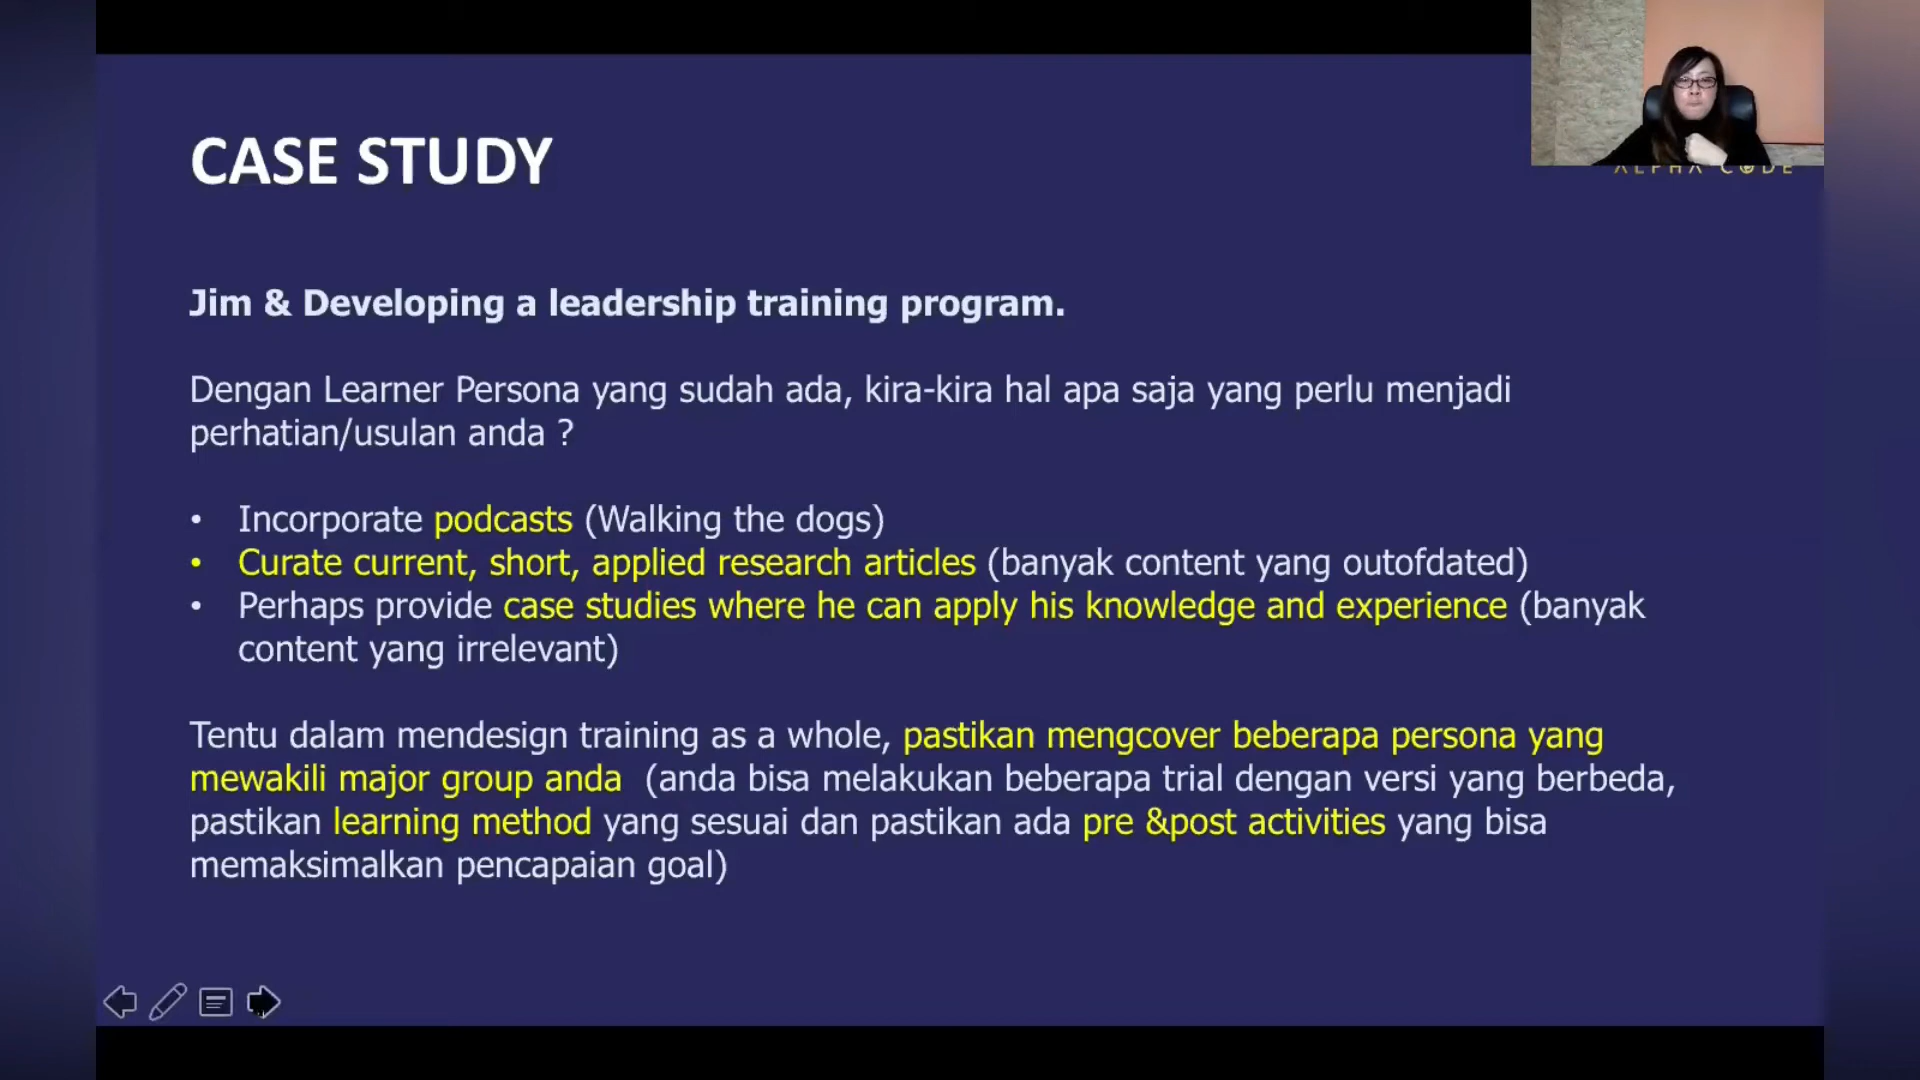 ALPHA CODE
CASE STUDY
Jim & Developing a leadership training program.
Dengan Learner Persona yang sudah ada, kira-kira hal apa saja yang perlu menjadi
perhatian/usulan anda ?
• Incorporate podcasts (Walking the dogs)
• Curate current, short, applied research articles (banyak content yang outofdated)
• Perhaps provide case studies where he can apply his knowledge and experience (banyak
content yang irrelevant)
Tentu dalam mendesign training as a whole, pastikan mengcover beberapa persona yang
mewakili major group anda (anda bisa melakukan beberapa trial dengan versi yang berbeda,
pastikan learning method yang sesuai dan pastikan ada pre &post activities yang bisa
memaksimalkan pencapaian goal)